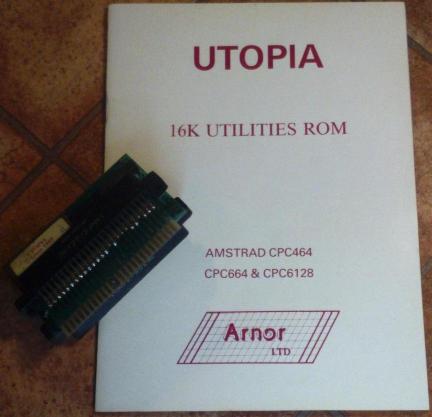 UTOPIA
16K UTILITIES ROM
AMSTRAD CPC464
CPC664 & CPC6128
Arnor
LTD